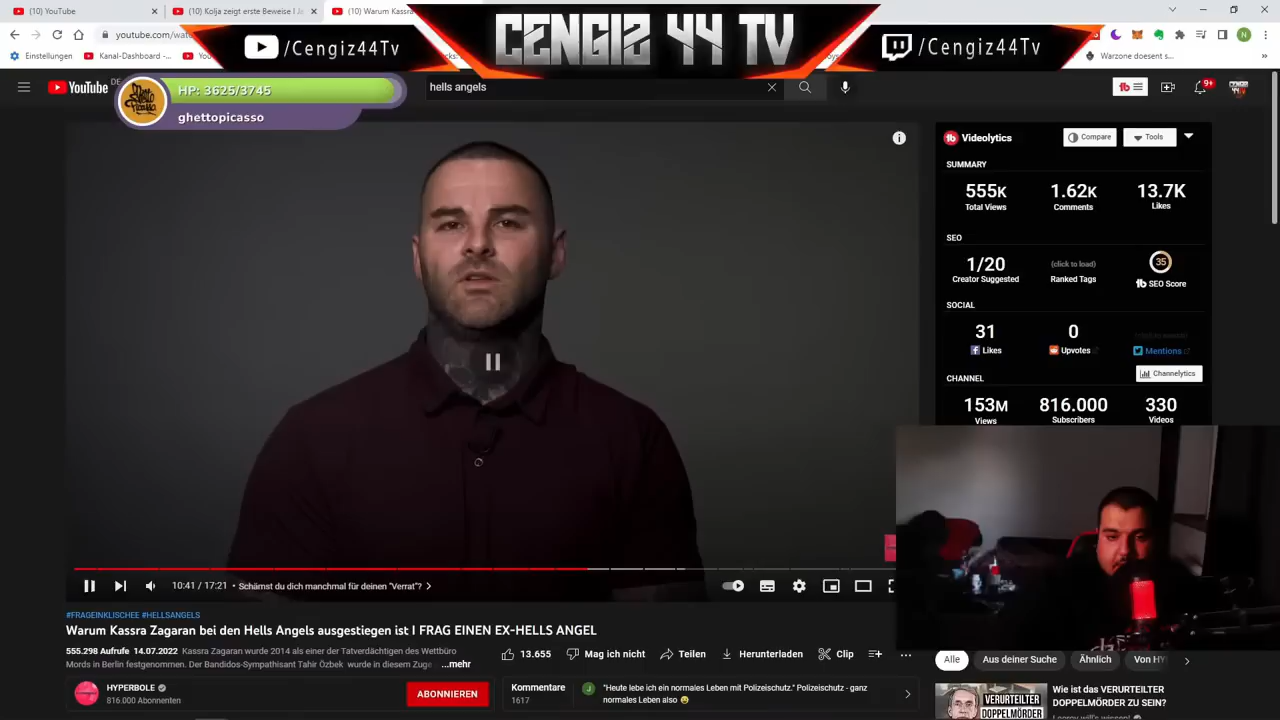 (10) YouTube
(10) Kolja zeigt erste Beweise I
(10) Warum Kassra
/Cengiz44Tv
CENGIZ 44 TV
/Cengiz44Tv
youtube.com/wat
Einstellungen
Kanal-Dashboard
Warzone doesent s
HP: 3625/3745
ghettopicasso
YouTube
DE
hells angels
9+
Videolytics
Compare
Tools
SUMMARY
555K
1.62K
13.7K
Total Views
Comments
Likes
SEO
1/20
(click to load)
35
Creator Suggested
Ranked Tags
SEO Score
SOCIAL
31
0
Likes
Upvotes
Mentions
Channelytics
CHANNEL
153M
816.000
330
Views
Subscribers
Videos
10:41 / 17:21 • Schämst du dich manchmal für deinen "Verrat"?
#FRAGEINKLISCHEE #HELLSANGELS
Warum Kassra Zagaran bei den Hells Angels ausgestiegen ist I FRAG EINEN EX-HELLS ANGEL
555.298 Aufrufe 14.07.2022 Kassra Zagaran wurde 2014 als einer der Tatverdächtigen des Wettbüro
Mords in Berlin festgenommen. Der Bandidos-Sympathisant Tahir Özbek wurde in diesem Zuge ...mehr
13.655
Mag ich nicht
Teilen
Herunterladen
Clip
Alle
Aus deiner Suche
Ähnlich
HYPERBOLE
816.000 Abonnenten
ABONNIEREN
Kommentare
1617
"Heute lebe ich ein normales Leben mit Polizeischutz." Polizeischutz - ganz
normales Leben also
VERURTEILTER
DOPPELMÖRDER
Wie ist das VERURTEILTER
DOPPELMÖRDER ZU SEIN?
Leeroy will's wissen!